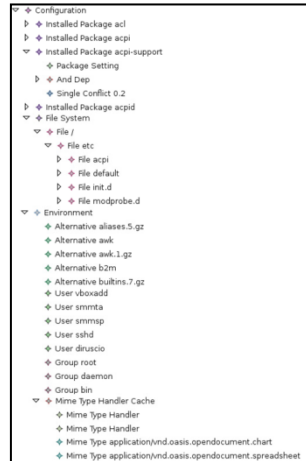 Configuration
Installed Package acl
Installed Package acpi
Installed Package acpi-support
Package Setting
And Dep
Single Conflict 0.2
Installed Package acpid
File System
File /
File etc
File acpi
File default
File init.d
File modprobe.d
Environment
Alternative aliases.5.gz
Alternative awk
Alternative awk.1.gz
Alternative b2m
Alternative builtins.7.gz
User vboxadd
User smmta
User smmsp
User sshd
User diruscio
Group root
Group daemon
Group bin
Mime Type Handler Cache
Mime Type Handler
Mime Type Handler
Mime Type application/vnd.oasis.opendocument.chart
Mime Type application/vnd.oasis.opendocument.spreadsheet